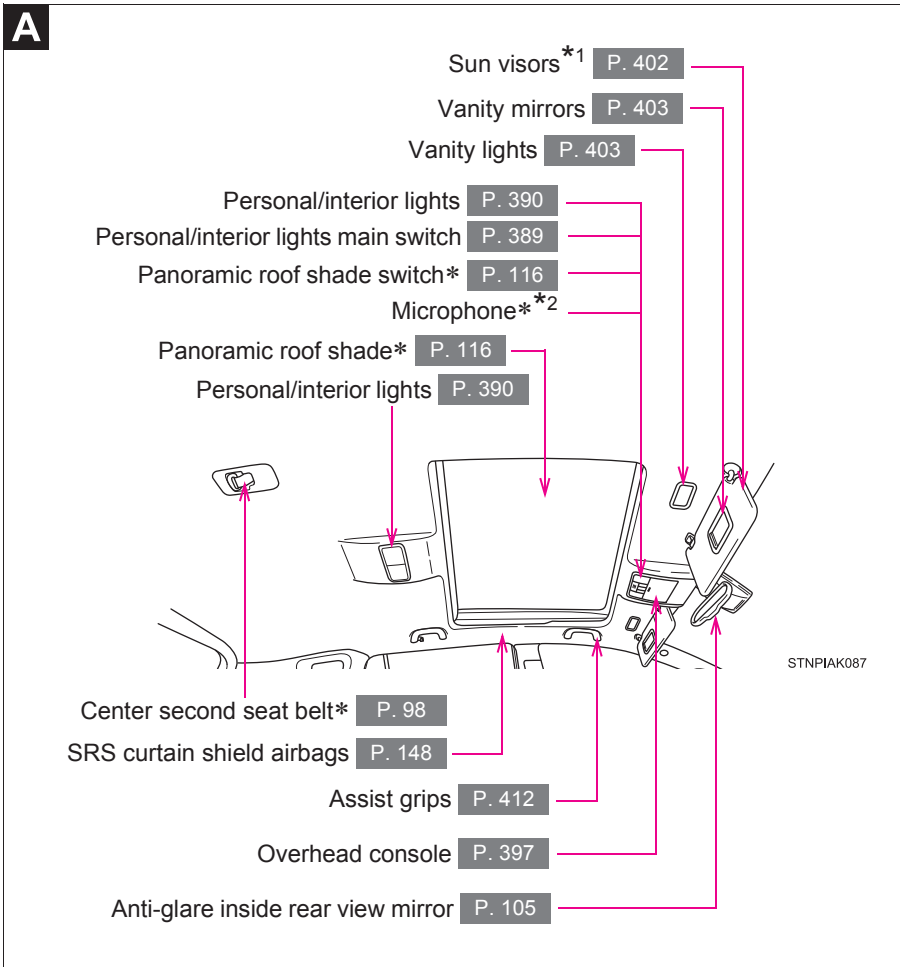 A
Sun visors*1 P. 402
Vanity mirrors P. 403
Vanity lights P. 403
Personal/interior lights P. 390
Personal/interior lights main switch P. 389
Panoramic roof shade switch* P. 116
Microphone**2
Panoramic roof shade* P. 116
Personal/interior lights P. 390
STNPIAK087
Center second seat belt* P. 98
SRS curtain shield airbags P. 148
Assist grips P. 412
Overhead console P. 397
Anti-glare inside rear view mirror P. 105